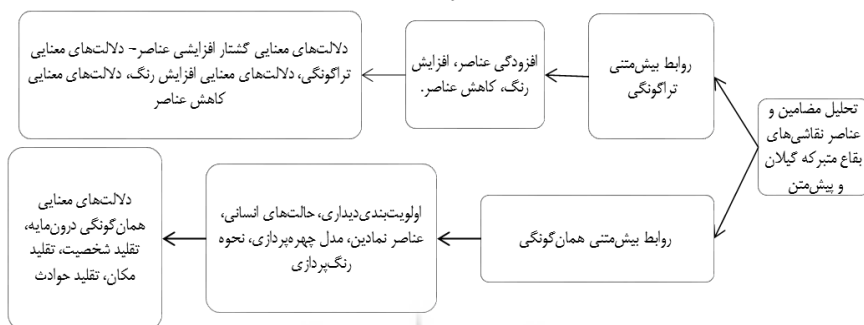 تحلیل مضامین و
عناصر نقاشی‌های
بقاع متبرکه گیلان
و پیش‌متن
روابط بیش‌متنی
تراگونگی
افزودگی عناصر، افزایش
رنگ، کاهش عناصر.
دلالت‌های معنایی گشتار افزایشی عناصر- دلالت‌های معنایی
تراگونگی، دلالت‌های معنایی افزایش رنگ، دلالت‌های معنایی
کاهش عناصر
روابط بیش‌متنی همان‌گونگی
اولویت‌بندی‌دیداری، حالت‌های انسانی،
عناصر نمادین، مدل چهره‌پردازی، نحوه
رنگ‌پردازی
دلالت‌های معنایی
همان‌گونگی درون‌مایه،
تقلید شخصیت، تقلید
مکان، تقلید حوادث